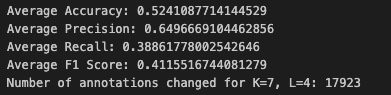 Average Accuracy: 0.5241087714144529
Average Precision: 0.6496669104462856
Average Recall: 0.38861778002542646
Average F1 Score: 0.4115516744081279
Number of annotations changed for K=7, L=4: 17923